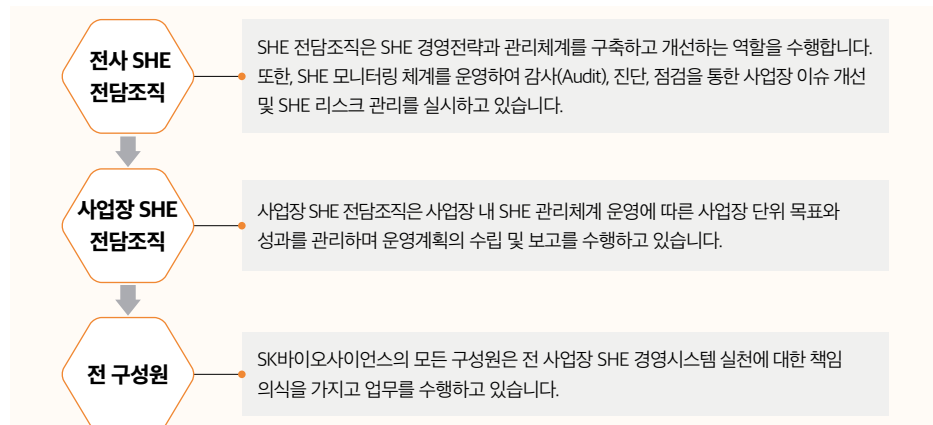 전사 SHE
전담조직
SHE 전담조직은 SHE 경영전략과 관리체계를 구축하고 개선하는 역할을 수행합니다.
또한, SHE 모니터링 체계를 운영하여 감사(Audit), 진단, 점검을 통한 사업장 이슈 개선
및 SHE 리스크 관리를 실시하고 있습니다.
사업장 SHE
전담조직
사업장 SHE 전담조직은 사업장 내 SHE 관리체계 운영에 따른 사업장 단위 목표와
성과를 관리하며 운영계획의 수립 및 보고를 수행하고 있습니다.
전 구성원
SK바이오사이언스의 모든 구성원은 전 사업장 SHE 경영시스템 실천에 대한 책임
의식을 가지고 업무를 수행하고 있습니다.